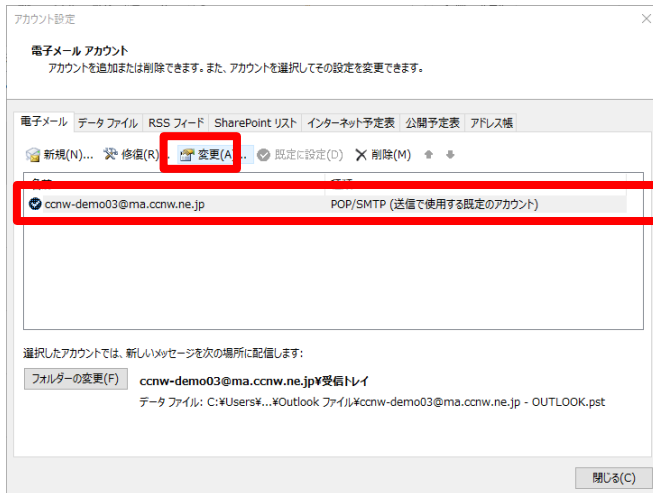 アカウント設定
電子メール アカウント
アカウントを追加または削除できます。また、アカウントを選択してその設定を変更できます。
電子メール データ ファイル RSS フィード SharePoint リスト インターネット予定表 公開予定表 アドレス帳
新規(N)... 修復(R)... 変更(A)... 既定に設定(D) 削除(M)
ccnw-demo03@ma.ccnw.ne.jp POP/SMTP (送信で使用する既定のアカウント)
選択したアカウントでは、新しいメッセージを次の場所に配信します:
フォルダーの変更(F) ccnw-demo03@ma.ccnw.ne.jp¥受信トレイ
データ ファイル: C:¥Users¥...¥Outlook ファイル¥ccnw-demo03@ma.ccnw.ne.jp - OUTLOOK.pst
閉じる(C)